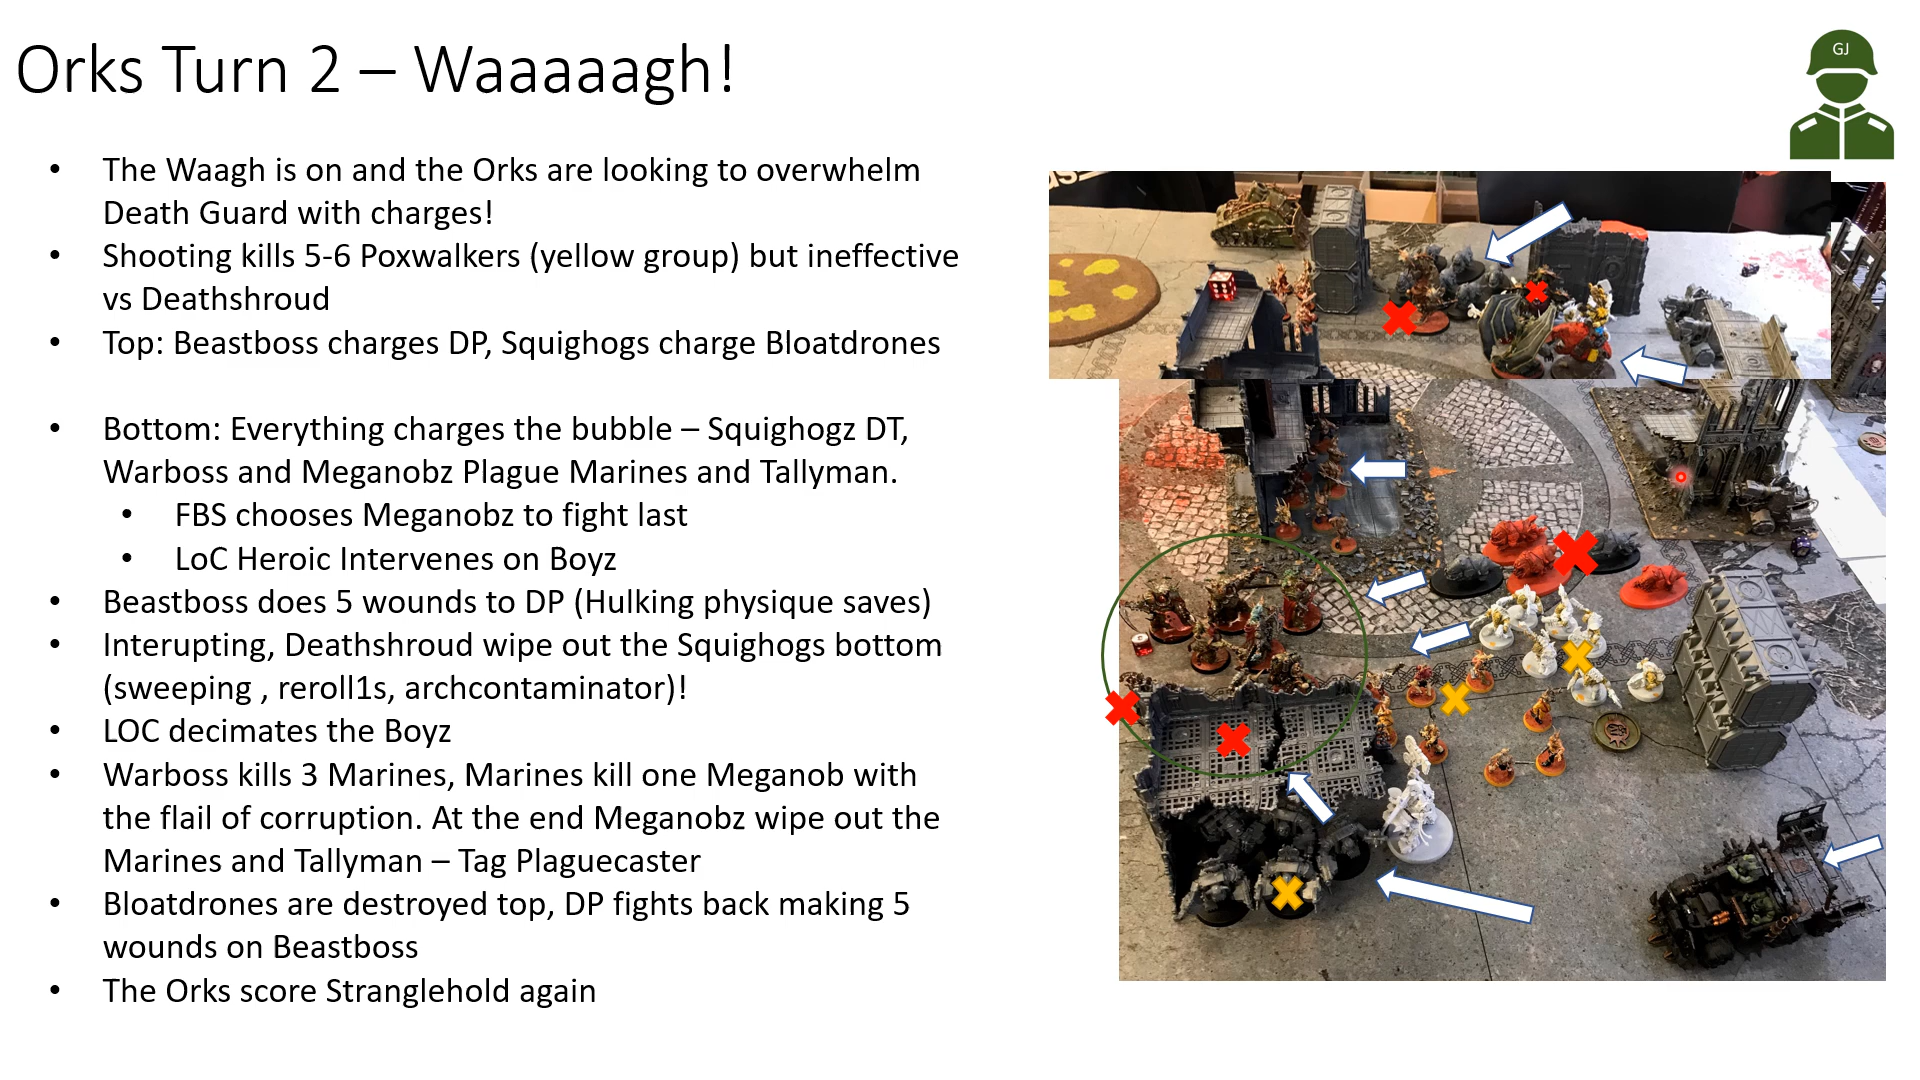 Orks Turn 2 – Waaaaagh!
GJ
• The Waagh is on and the Orks are looking to overwhelm
Death Guard with charges!
• Shooting kills 5-6 Poxwalkers (yellow group) but ineffective
vs Deathshroud
• Top: Beastboss charges DP, Squighogs charge Bloatdrones
• Bottom: Everything charges the bubble – Squighogz DT,
Warboss and Meganobz Plague Marines and Tallyman.
• FBS chooses Meganobz to fight last
• LoC Heroic Intervenes on Boyz
• Beastboss does 5 wounds to DP (Hulking physique saves)
• Interupting, Deathshroud wipe out the Squighogs bottom
(sweeping , reroll1s, archcontaminator)!
• LOC decimates the Boyz
• Warboss kills 3 Marines, Marines kill one Meganob with
the flail of corruption. At the end Meganobz wipe out the
Marines and Tallyman – Tag Plaguecaster
• Bloatdrones are destroyed top, DP fights back making 5
wounds on Beastboss
• The Orks score Stranglehold again